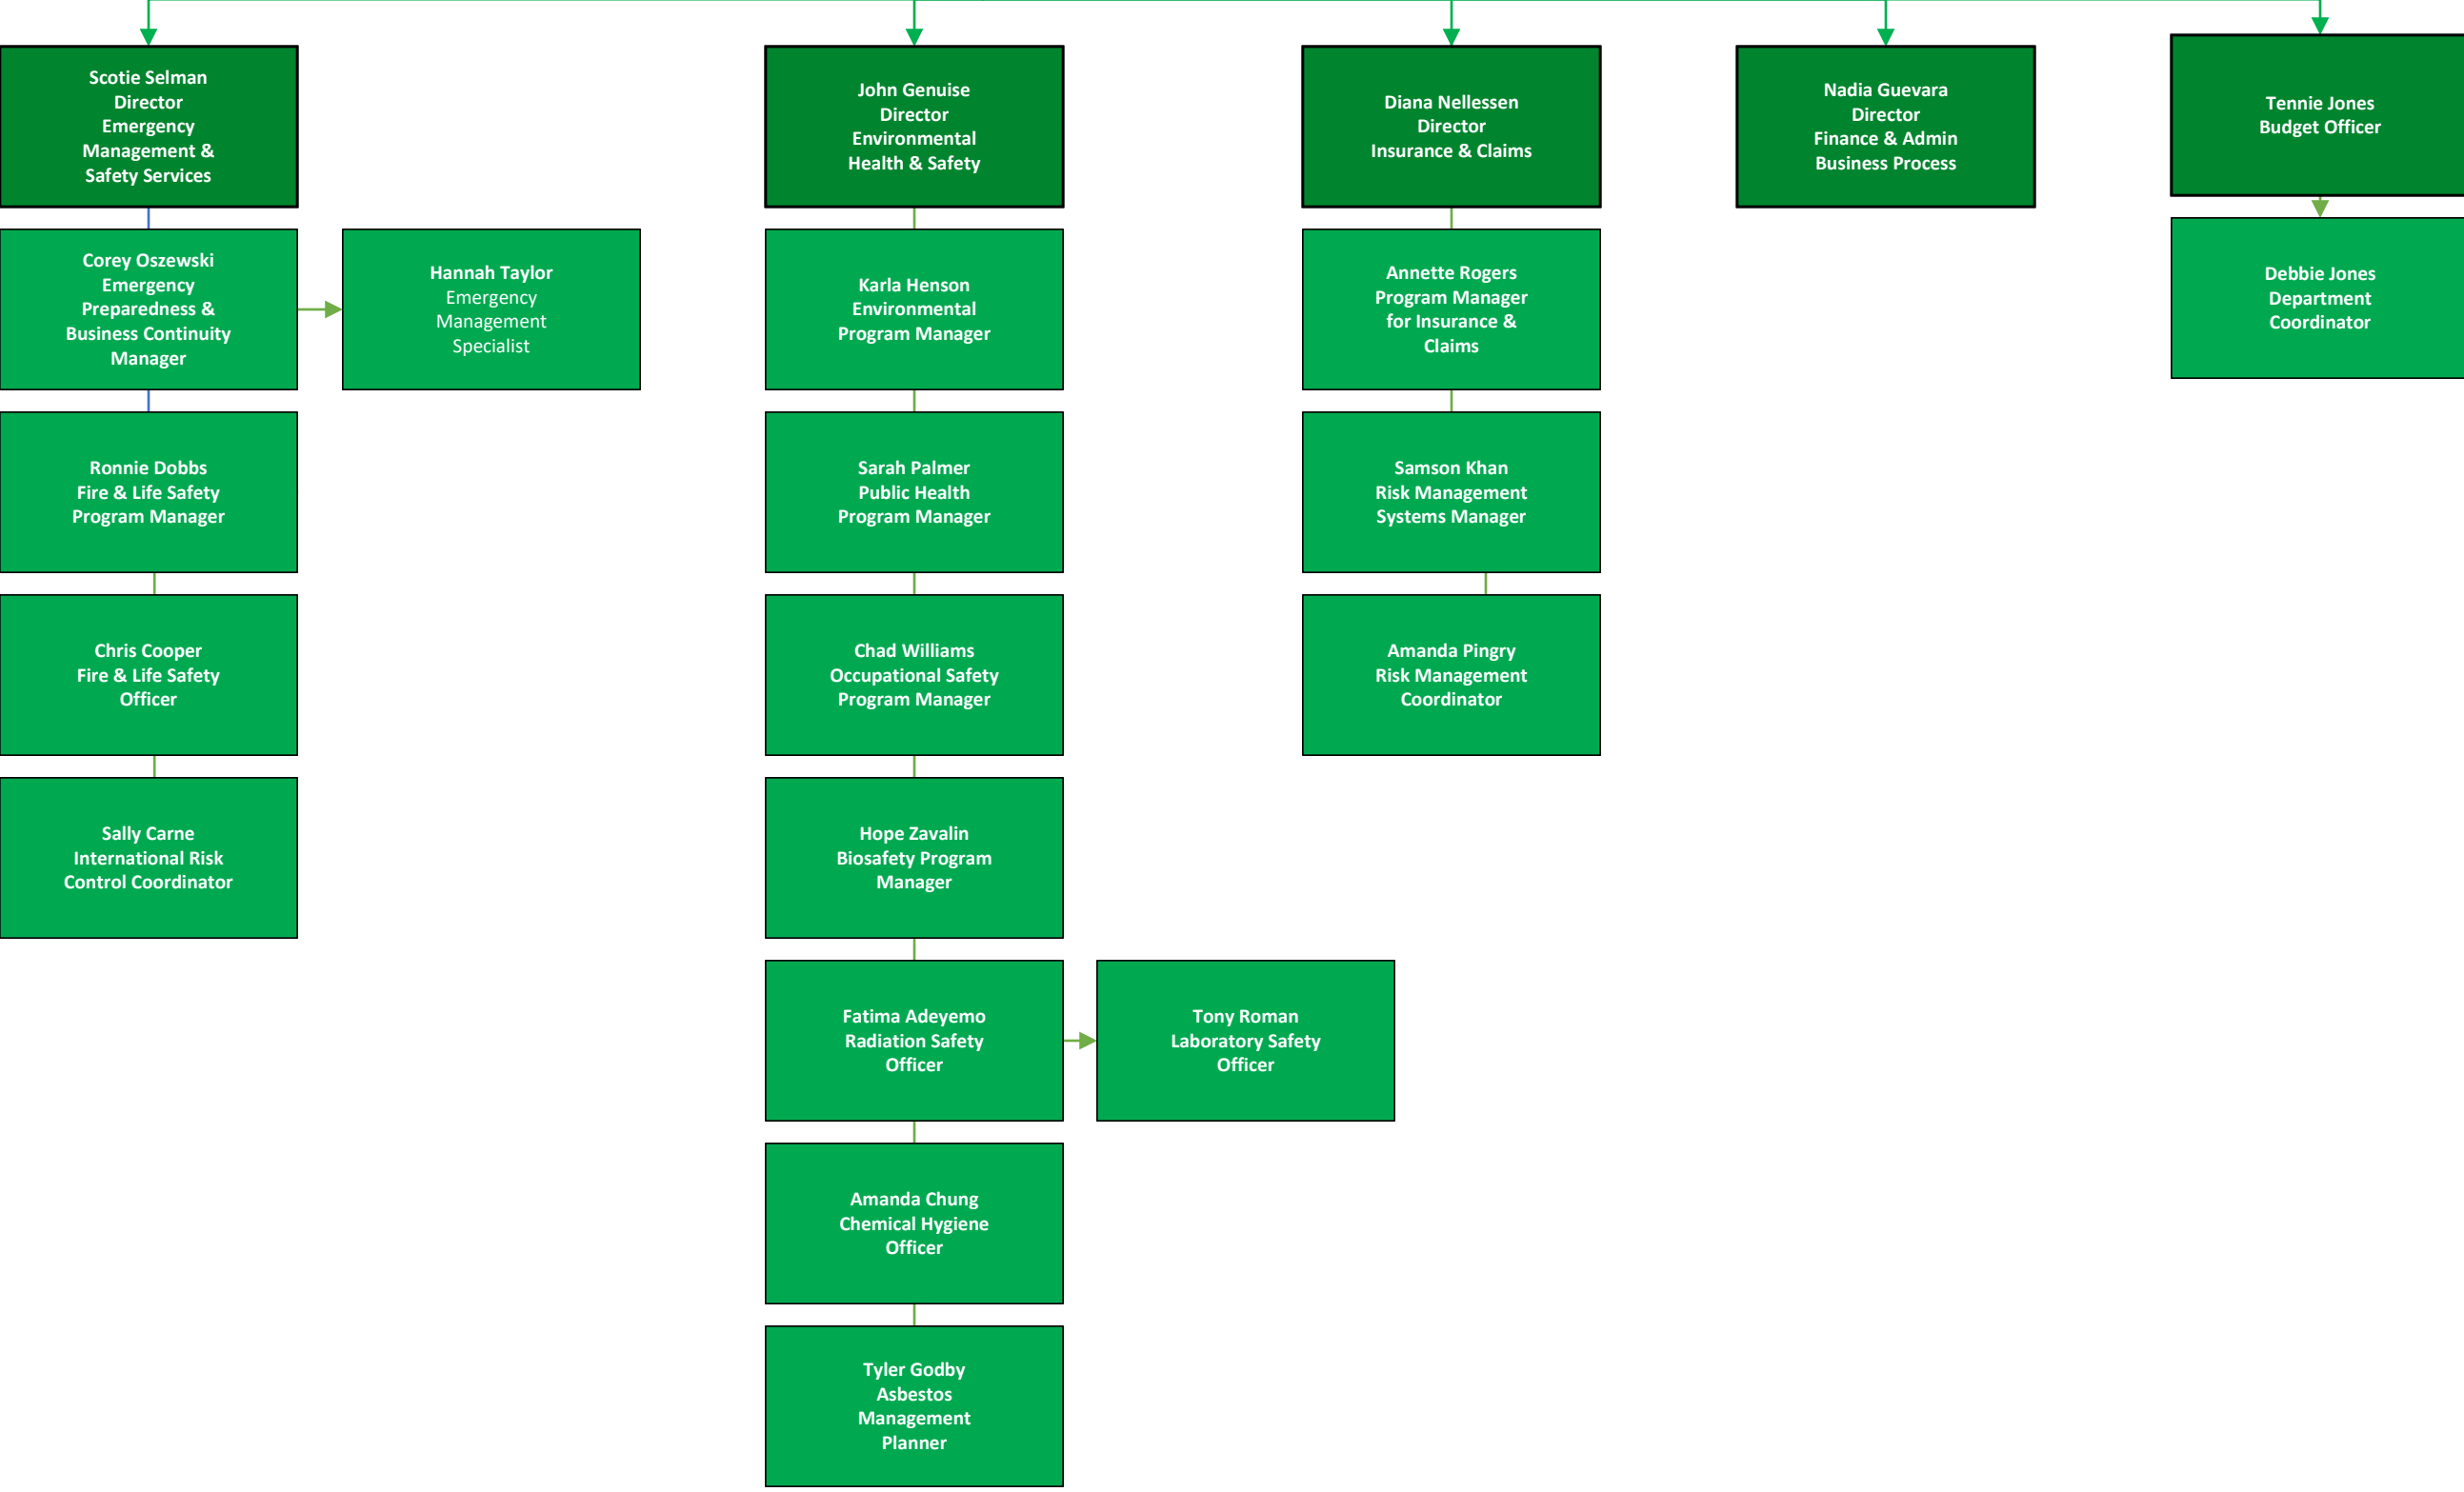 Scotie Selman
Director
Emergency
Management &
Safety Services
John Genuise
Director
Environmental
Health & Safety
Diana Nellessen
Director
Insurance & Claims
Nadia Guevara
Director
Finance & Admin
Business Process
Tennie Jones
Budget Officer
Corey Oszewski
Emergency
Preparedness &
Business Continuity
Manager
Hannah Taylor
Emergency
Management
Specialist
Karla Henson
Environmental
Program Manager
Annette Rogers
Program Manager
for Insurance &
Claims
Debbie Jones
Department
Coordinator
Ronnie Dobbs
Fire & Life Safety
Program Manager
Sarah Palmer
Public Health
Program Manager
Samson Khan
Risk Management
Systems Manager
Chris Cooper
Fire & Life Safety
Officer
Chad Williams
Occupational Safety
Program Manager
Amanda Pingry
Risk Management
Coordinator
Sally Carne
International Risk
Control Coordinator
Hope Zavalin
Biosafety Program
Manager
Fatima Adeyemo
Radiation Safety
Officer
Tony Roman
Laboratory Safety
Officer
Amanda Chung
Chemical Hygiene
Officer
Tyler Godby
Asbestos
Management
Planner